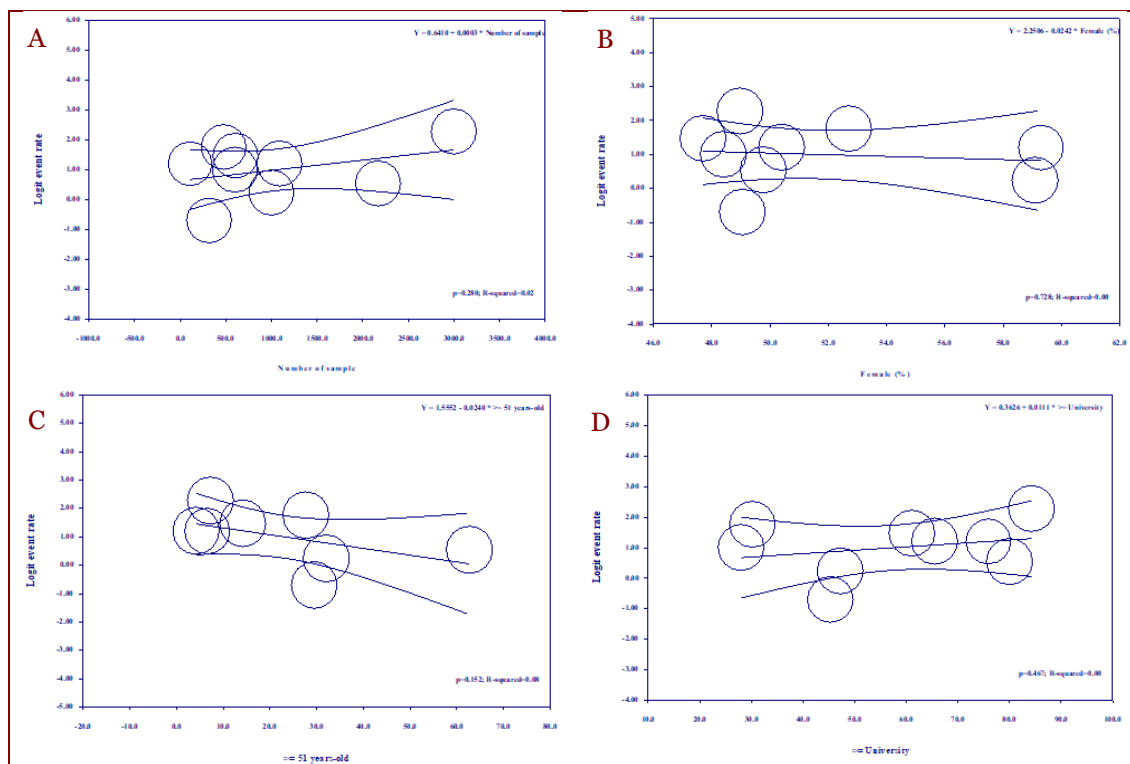 A
Y = 0.6410 + 0.0003 * Number of sample
Logit event rate
6.00
5.00
4.00
3.00
2.00
1.00
0.00
-1.00
-2.00
-3.00
-4.00
p=0.280; R-squared=0.02
-1000.0 -500.0 0.0 500.0 1000.0 1500.0 2000.0 2500.0 3000.0 3500.0 4000.0
Number of sample
B
Y = 2.2506 - 0.0242 * Female (%)
Logit event rate
6.00
5.00
4.00
3.00
2.00
1.00
0.00
-1.00
-2.00
-3.00
-4.00
p=0.728; R-squared=0.00
46.0 48.0 50.0 52.0 54.0 56.0 58.0 60.0 62.0
Female (%)
C
Y = 1.5552 - 0.0240 * >= 51 years-old
Logit event rate
6.00
5.00
4.00
3.00
2.00
1.00
0.00
-1.00
-2.00
-3.00
-4.00
-5.00
p=0.152; R-squared=0.08
-20.0 -10.0 0.0 10.0 20.0 30.0 40.0 50.0 60.0 70.0 80.0
>= 51 years-old
D
Y = 0.3626 + 0.0111 * >= University
Logit event rate
6.00
5.00
4.00
3.00
2.00
1.00
0.00
-1.00
-2.00
-3.00
-4.00
p=0.467; R-squared=0.00
10.0 20.0 30.0 40.0 50.0 60.0 70.0 80.0 90.0 100.0
>= University